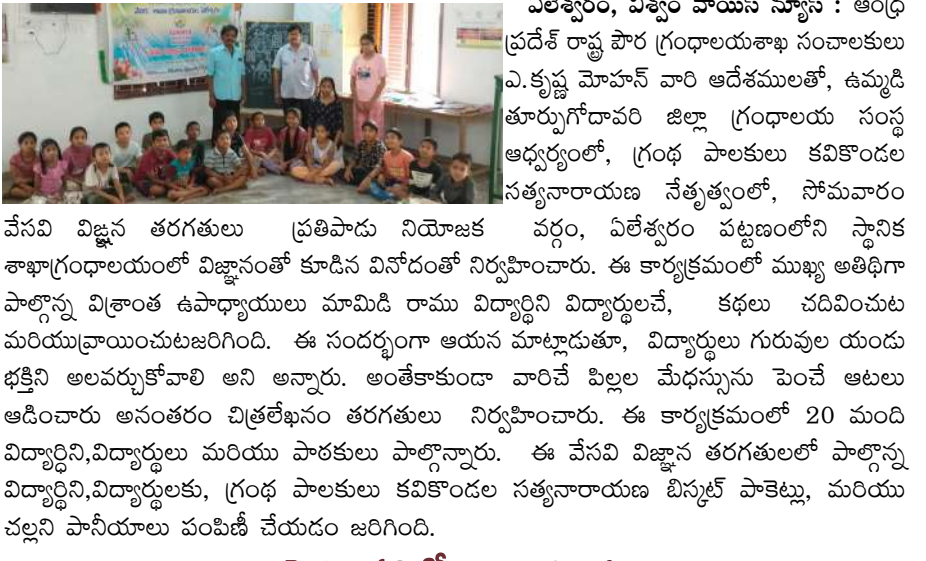 ఏలేశ్వరం, విశ్వం వాయిస్ న్యూస్ : ఆంధ్ర
ప్రదేశ్ రాష్ట్ర పౌర గ్రంథాలయశాఖ సంచాలకులు
ఎ.కృష్ణ మోహన్ వారి ఆదేశములతో, ఉమ్మడి
తూర్పుగోదావరి జిల్లా గ్రంధాలయ సంస్థ
ఆధ్వర్యంలో, గ్రంథ పాలకులు కవికొండల
సత్యనారాయణ నేతృత్వంలో, సోమవారం
వేసవి విజ్ఞన తరగతులు ప్రతిపాడు నియోజక వర్గం, ఏలేశ్వరం పట్టణంలోని స్థానిక
శాఖాగ్రంధాలయంలో విజ్ఞానంతో కూడిన వినోదంతో నిర్వహించారు. ఈ కార్యక్రమంలో ముఖ్య అతిథిగా
పాల్గొన్న విశ్రాంత ఉపాధ్యాయులు మామిడి రాము విద్యార్థిని విద్యార్థులచే, కథలు చదివించుట
మరియువ్రాయించుటజరిగింది. ఈ సందర్భంగా ఆయన మాట్లాడుతూ, విద్యార్థులు గురువుల యండు
భక్తిని అలవర్చుకోవాలి అని అన్నారు. అంతేకాకుండా వారిచే పిల్లల మేధస్సును పెంచే ఆటలు
ఆడించారు అనంతరం చిత్రలేఖనం తరగతులు నిర్వహించారు. ఈ కార్యక్రమంలో 20 మంది
విద్యార్ధిని,విద్యార్థులు మరియు పాఠకులు పాల్గొన్నారు. ఈ వేసవి విజ్ఞాన తరగతులలో పాల్గొన్న
విద్యార్థిని,విద్యార్థులకు, గ్రంథ పాలకులు కవికొండల సత్యనారాయణ బిస్కట్ పాకెట్లు, మరియు
చల్లని పానీయాలు పంపిణీ చేయడం జరిగింది.